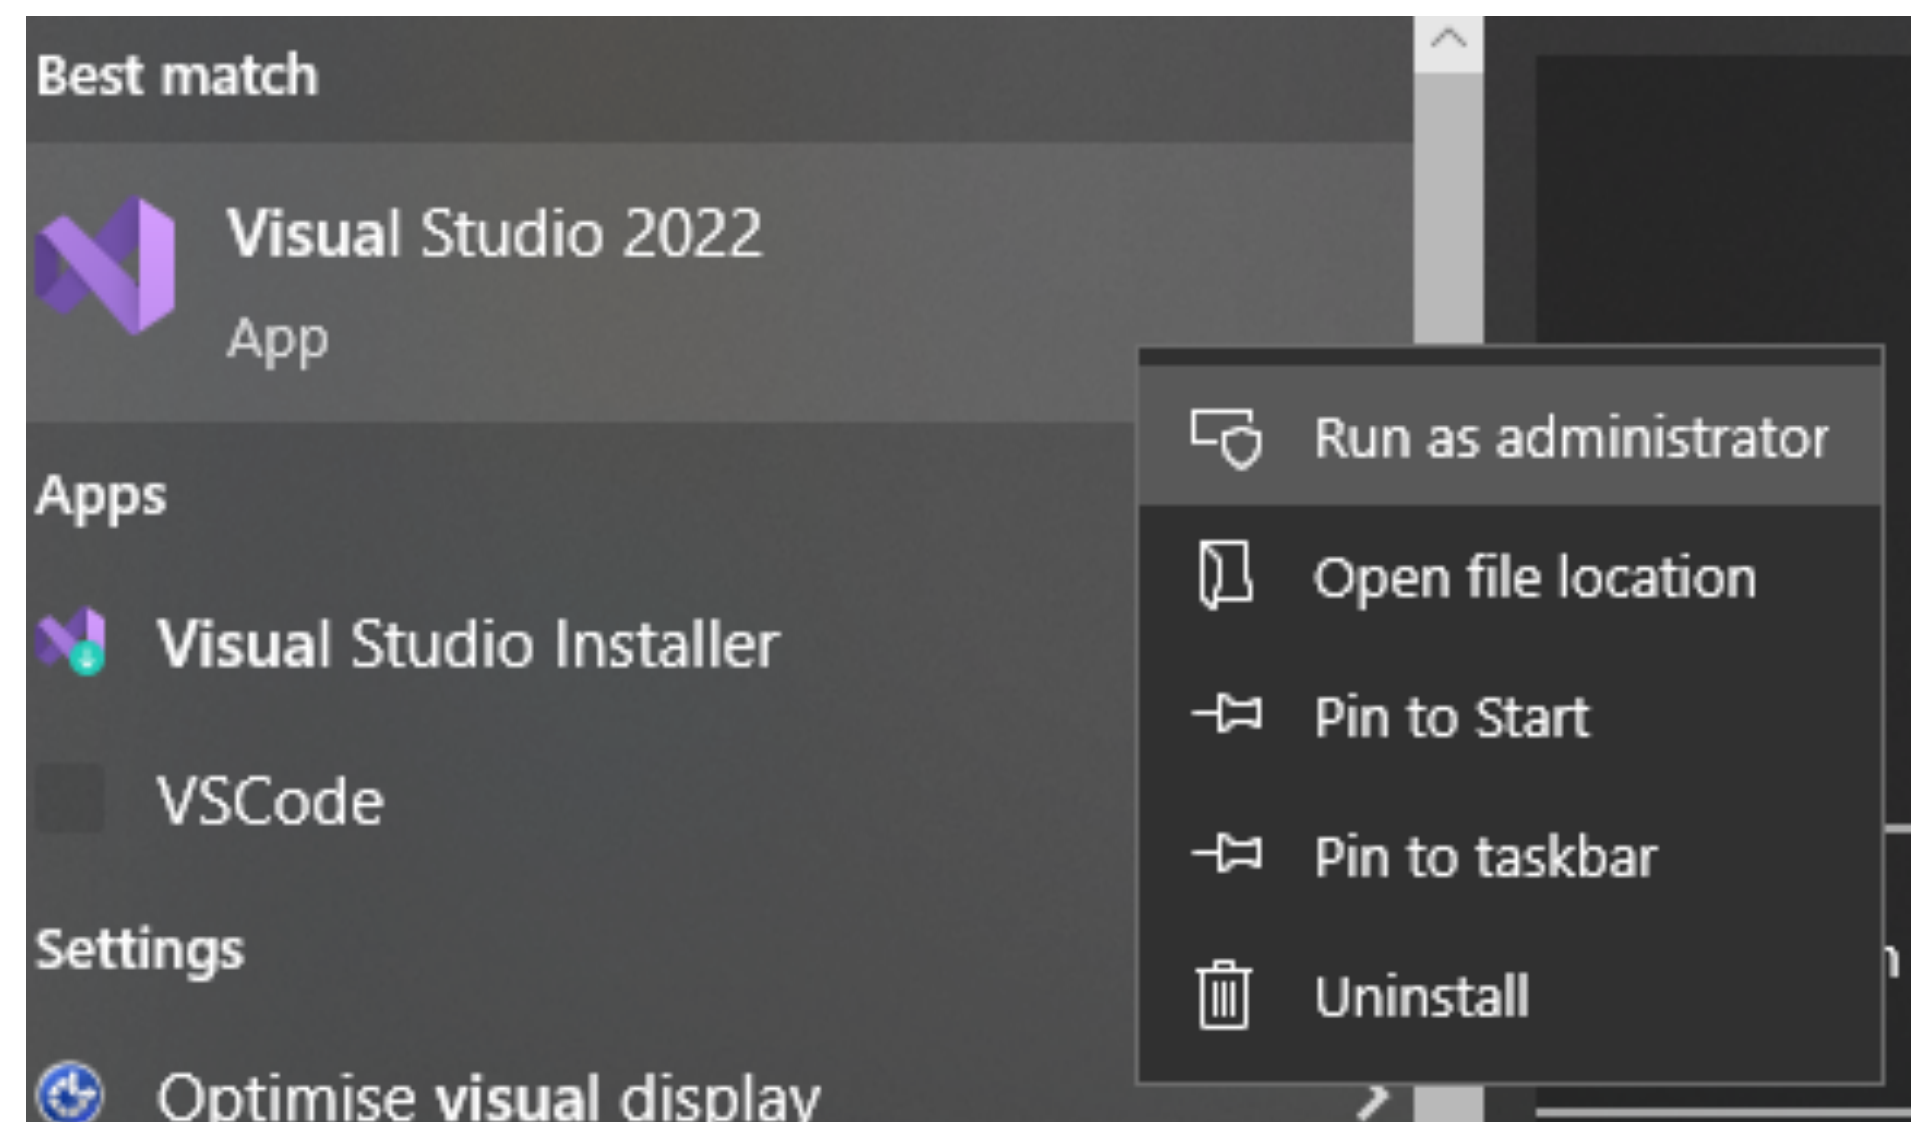 Best match
Visual Studio 2022
App
Apps
Visual Studio Installer
VSCode
Settings
Optimise visual display
Run as administrator
Open file location
Pin to Start
Pin to taskbar
Uninstall